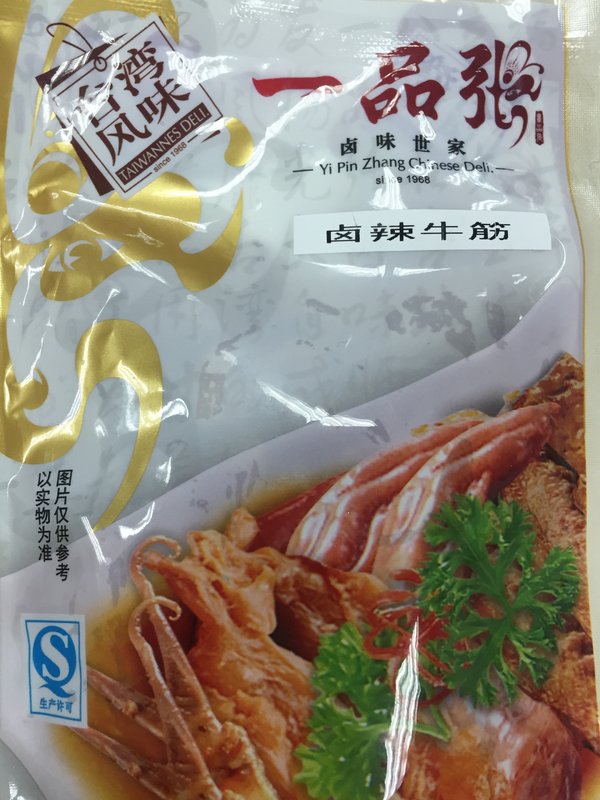 台湾
风味
TAIWANNES DELI.
since 1968
一品张
卤味世家
Yi Pin Zhang Chinese Deli.
since 1968
卤辣牛筋
图片仅供参考
以实物为准
S
生产许可